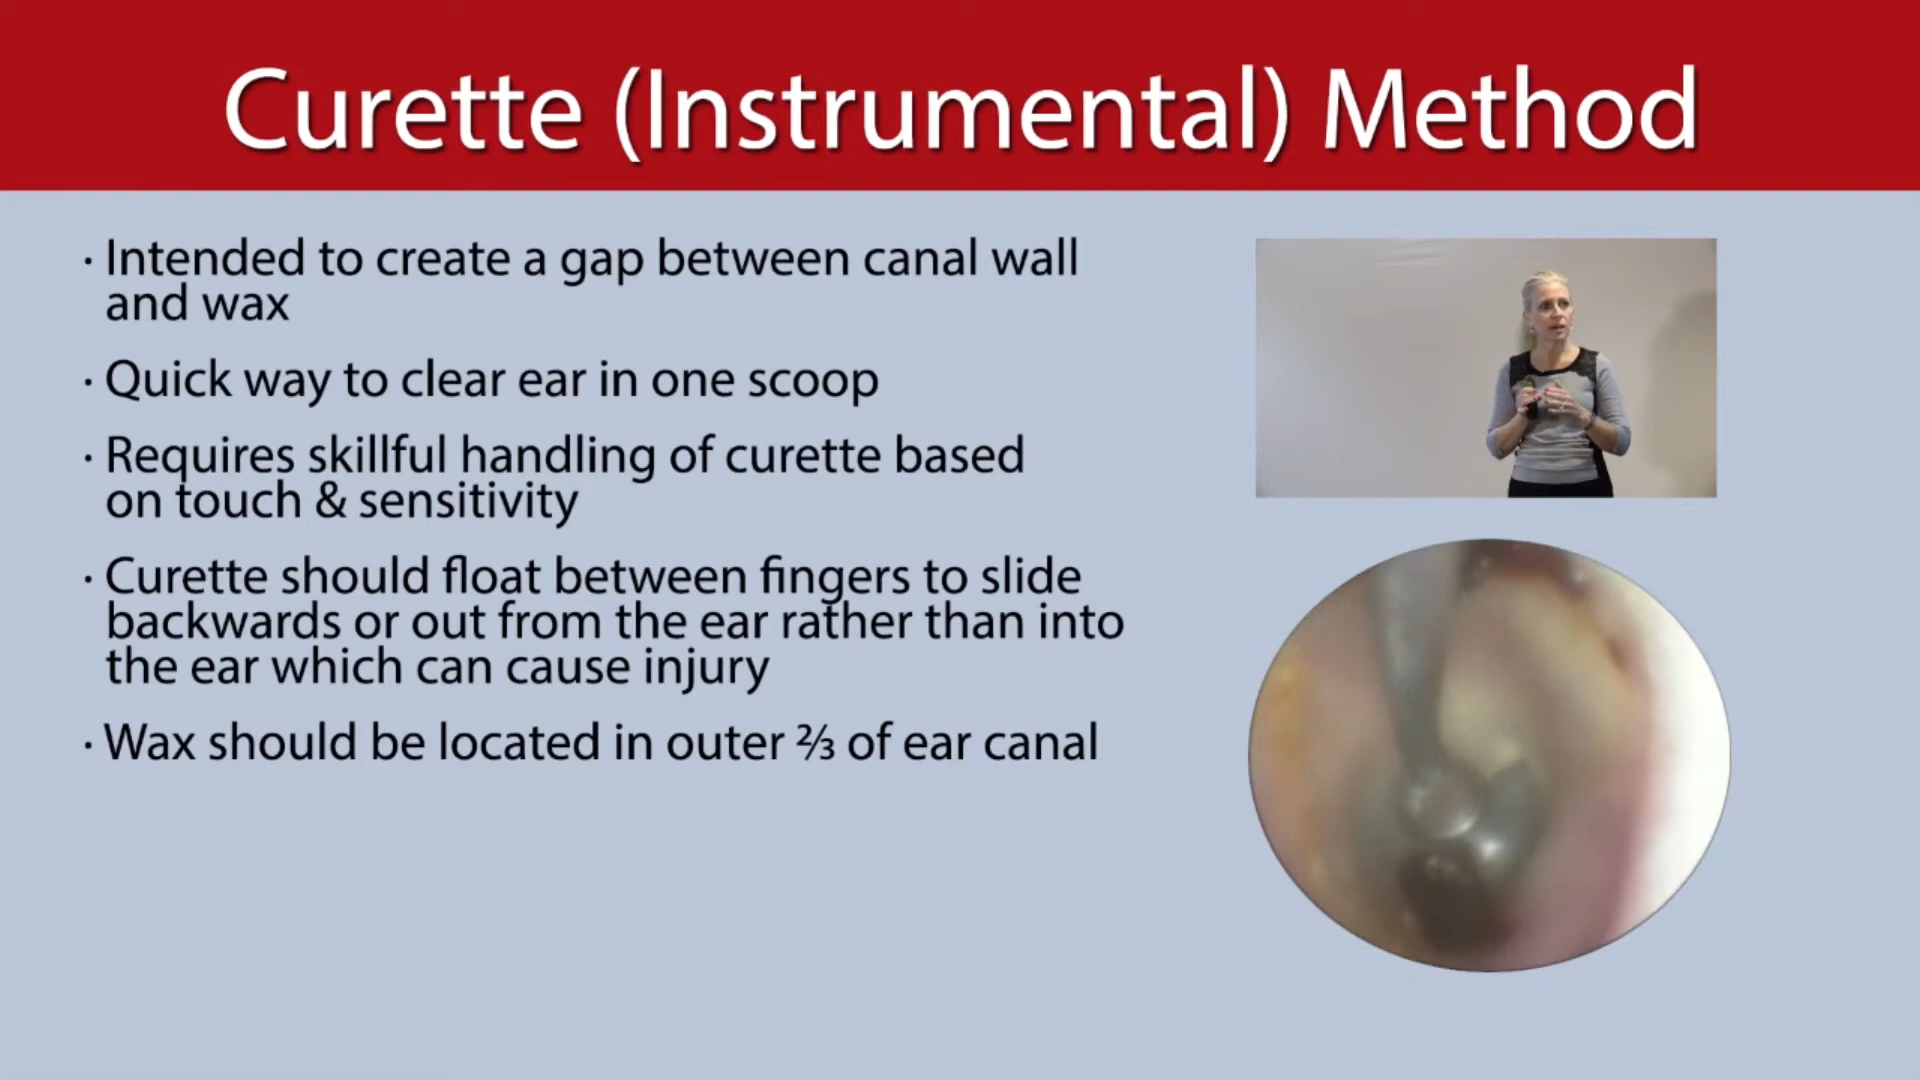 Curette (Instrumental) Method
· Intended to create a gap between canal wall
and wax
· Quick way to clear ear in one scoop
· Requires skillful handling of curette based
on touch & sensitivity
· Curette should float between fingers to slide
backwards or out from the ear rather than into
the ear which can cause injury
· Wax should be located in outer ⅔ of ear canal